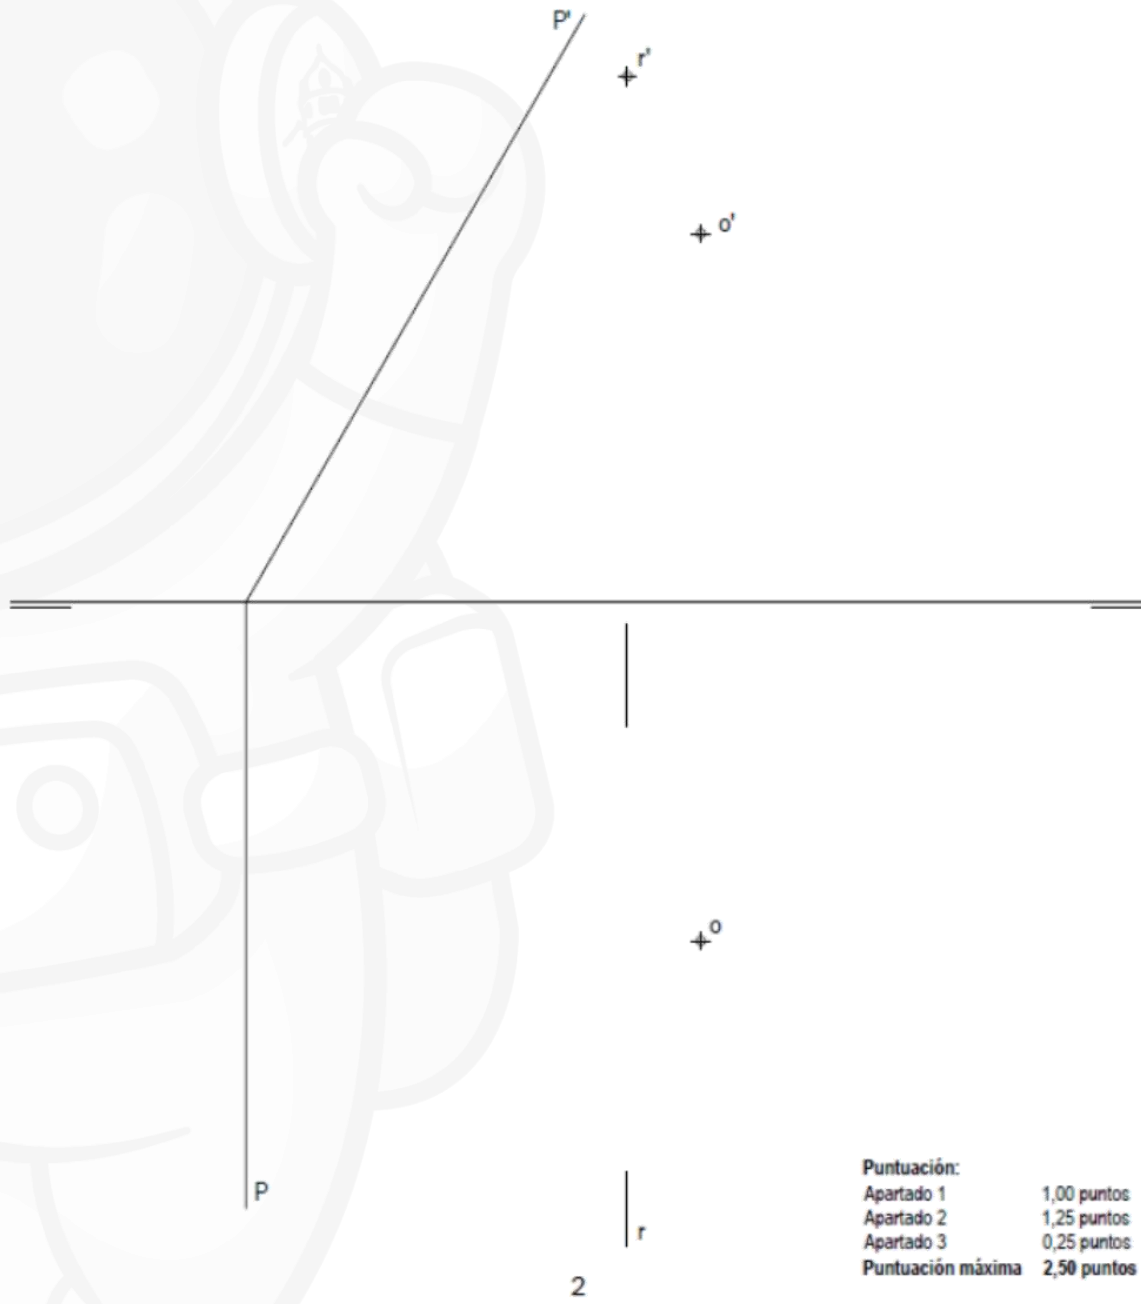 P'
r'
o'
o
P
r
Puntuación:
Apartado 1 1,00 puntos
Apartado 2 1,25 puntos
Apartado 3 0,25 puntos
Puntuación máxima 2,50 puntos
2